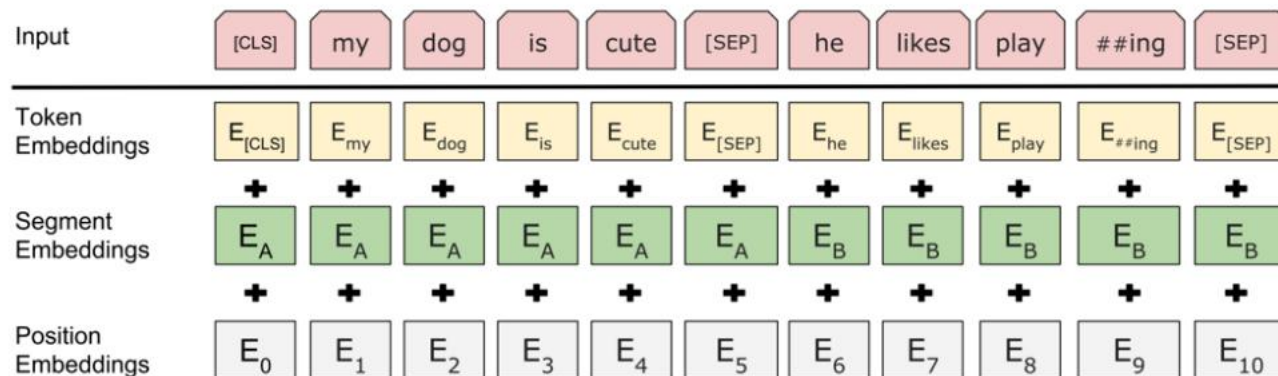 Input [CLS] my dog is cute [SEP] he likes play ##ing [SEP]
Token
Embeddings E[CLS] Emy Edog Eis Ecute E[SEP] Ehe Elikes Eplay E##ing E[SEP]
+ + + + + + + + + + +
Segment
Embeddings EA EA EA EA EA EA EB EB EB EB EB
+ + + + + + + + + + +
Position
Embeddings E0 E1 E2 E3 E4 E5 E6 E7 E8 E9 E10